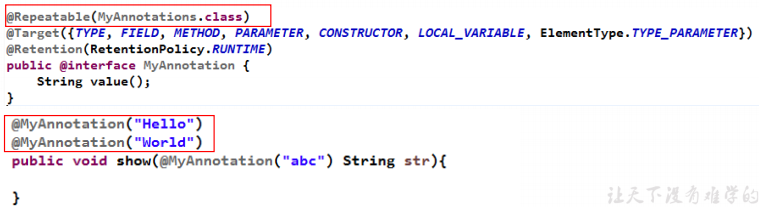 @Repeatable(MyAnnotations.class)
@Target({TYPE, FIELD, METHOD, PARAMETER, CONSTRUCTOR, LOCAL_VARIABLE, ElementType.TYPE_PARAMETER})
@Retention(RetentionPolicy.RUNTIME)
public @interface MyAnnotation {
    String value();
}
@MyAnnotation("Hello")
@MyAnnotation("World")
public void show(@MyAnnotation("abc") String str){
}
让天下没有难学的